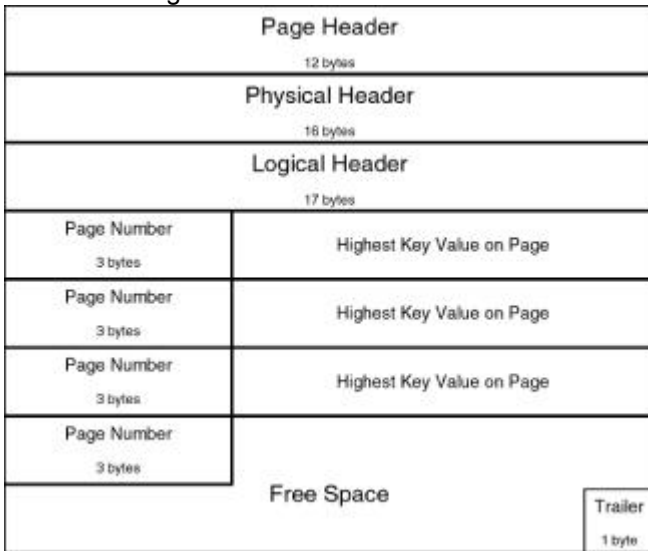 Page Header
12 bytes
Physical Header
16 bytes
Logical Header
17 bytes
Page Number
3 bytes
Highest Key Value on Page
Page Number
3 bytes
Highest Key Value on Page
Page Number
3 bytes
Highest Key Value on Page
Page Number
3 bytes
Free Space
Trailer
1 byte